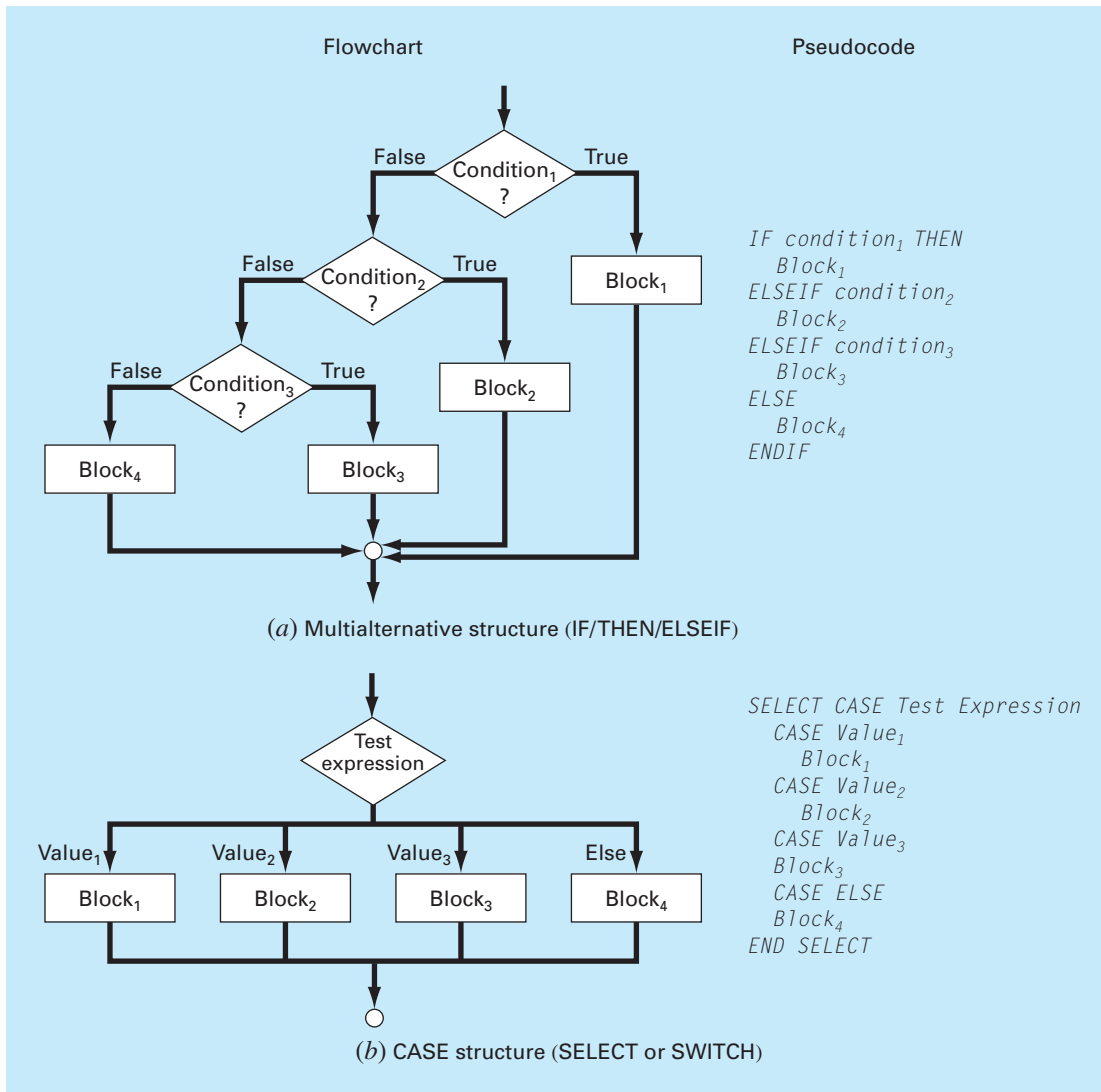 Flowchart
Pseudocode
False
Condition₁
?
True
False
Condition₂
?
True
Block₁
False
Condition₃
?
True
Block₂
Block₄
Block₃
IF condition₁ THEN
Block₁
ELSEIF condition₂
Block₂
ELSEIF condition₃
Block₃
ELSE
Block₄
ENDIF
(a) Multialternative structure (IF/THEN/ELSEIF)
Test
expression
Value₁
Value₂
Value₃
Else
Block₁
Block₂
Block₃
Block₄
SELECT CASE Test Expression
CASE Value₁
Block₁
CASE Value₂
Block₂
CASE Value₃
Block₃
CASE ELSE
Block₄
END SELECT
(b) CASE structure (SELECT or SWITCH)